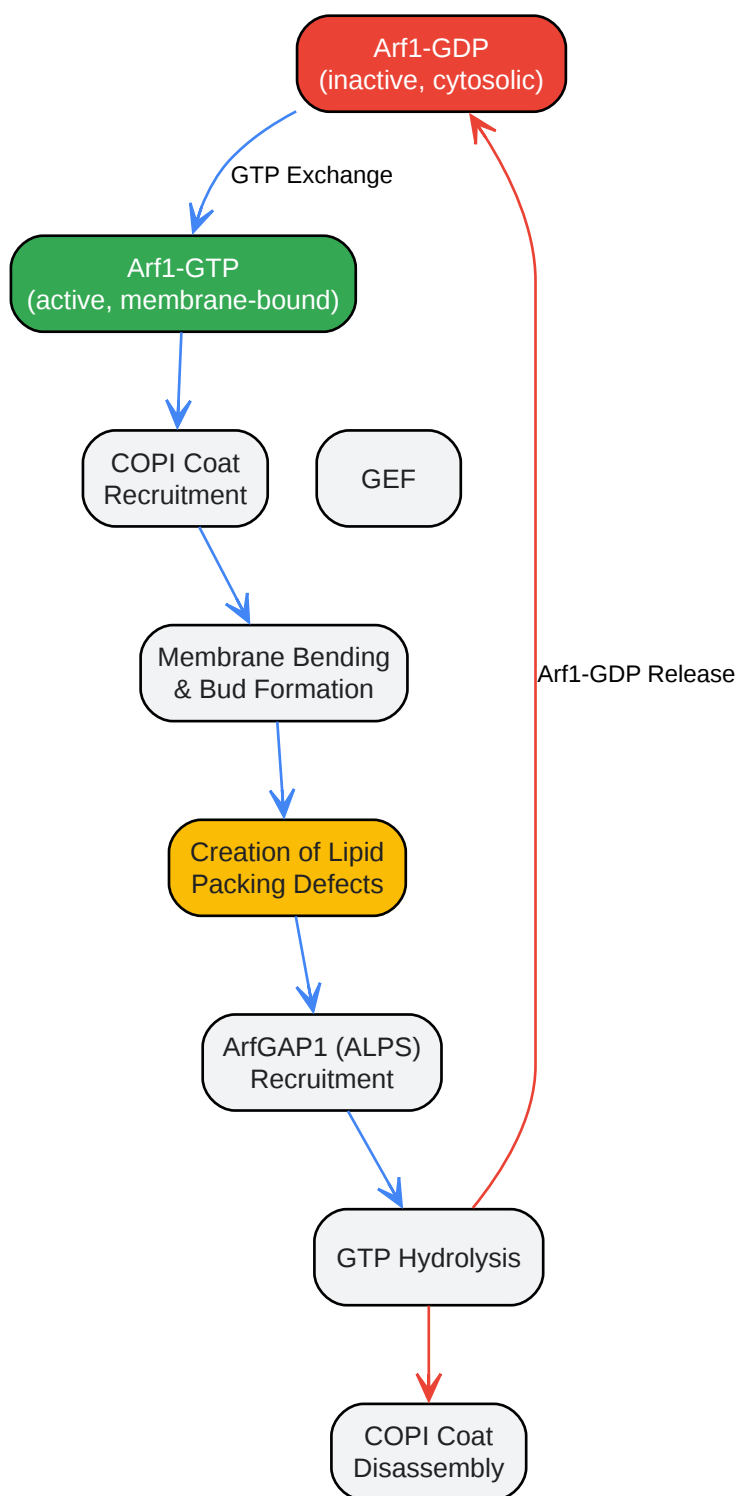 Arf1-GDP
(inactive, cytosolic)
GTP Exchange
Arf1-GTP
(active, membrane-bound)
COPI Coat
Recruitment
GEF
Membrane Bending
& Bud Formation
Arf1-GDP Release
Creation of Lipid
Packing Defects
ArfGAP1 (ALPS)
Recruitment
GTP Hydrolysis
COPI Coat
Disassembly